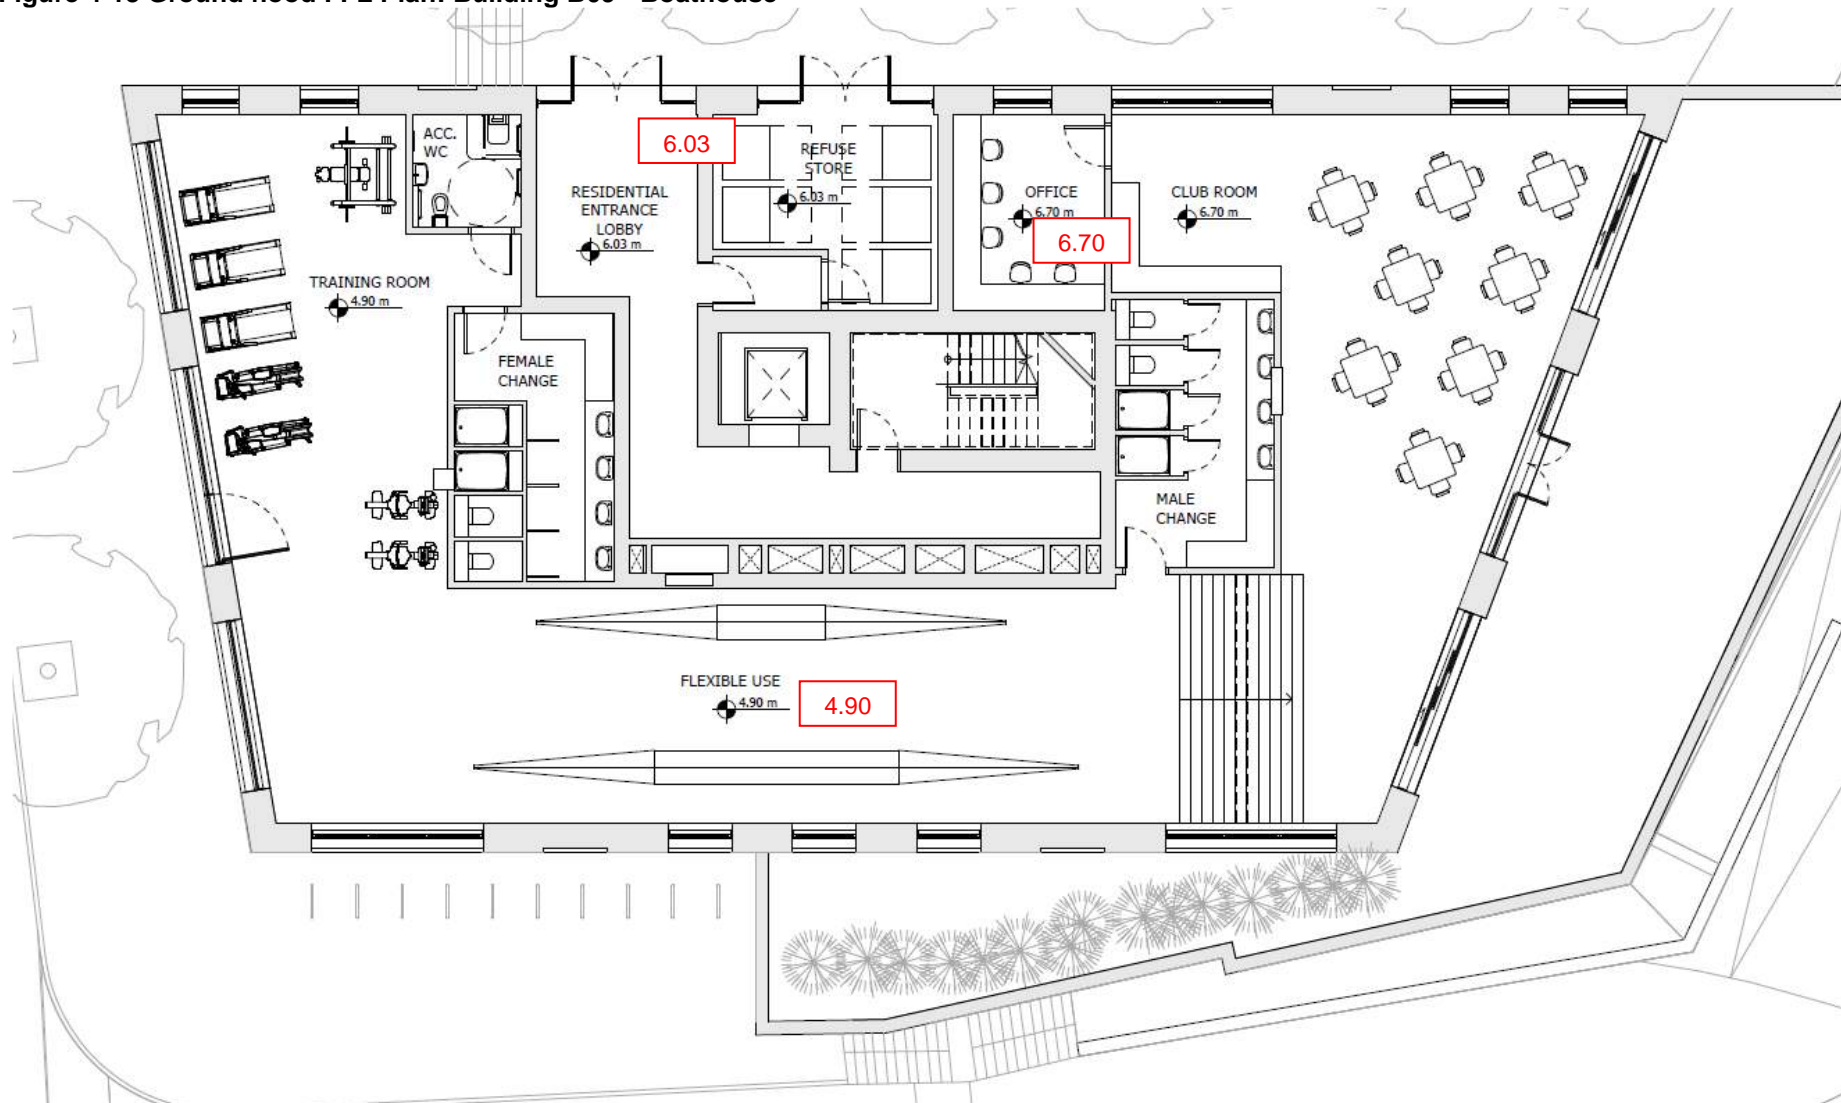 ACC.
WC
6.03
REFUSE
STORE
6.03 m
RESIDENTIAL
ENTRANCE
LOBBY
6.03 m
OFFICE
6.70 m
6.70
CLUB ROOM
6.70 m
TRAINING ROOM
4.90 m
FEMALE
CHANGE
MALE
CHANGE
FLEXIBLE USE
4.90 m
4.90